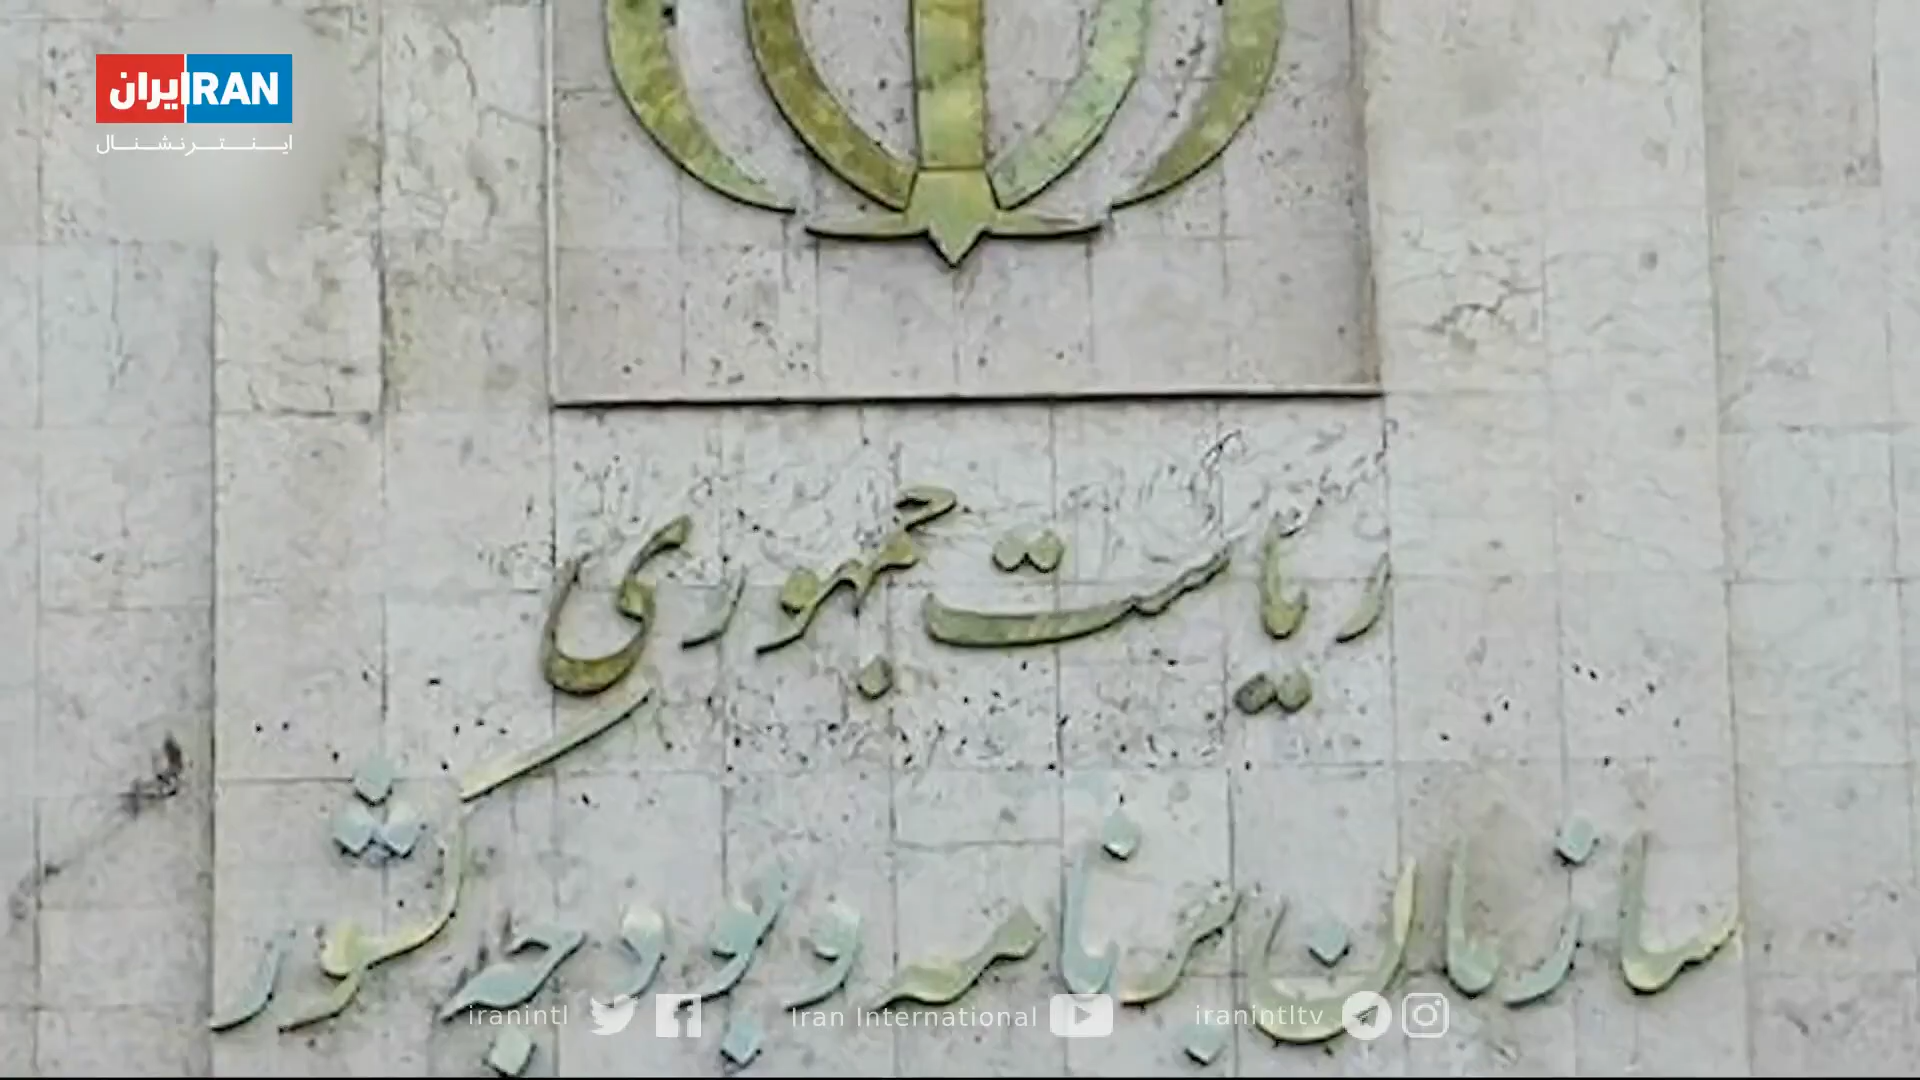 ایران IRAN
اینترنشنال
ریاست جمهوری
سازمان برنامه و بودجه کشور
iranintl
Iran International
iranintltv